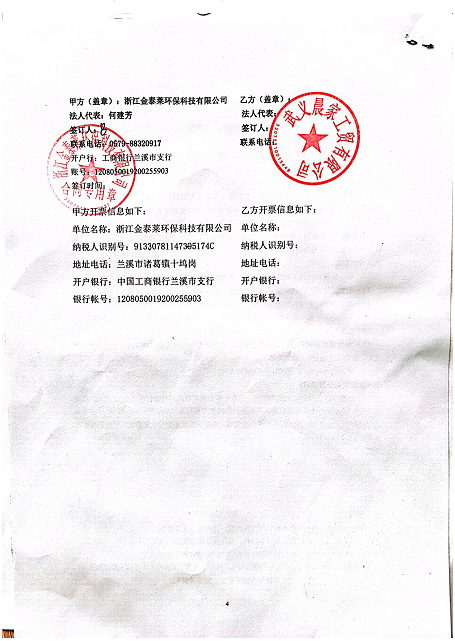 甲方（盖章）：浙江金泰莱环保科技有限公司
法人代表：何建芳
签订人：
联系电话：0579-88320917
开户行：工商银行兰溪市支行
账号：1208050019200255903
签订时间：
合同专用章
乙方（盖章）：
法人代表：
签订人：
联系电话：
武义晨家工贸有限公司
甲方开票信息如下：
单位名称：浙江金泰莱环保科技有限公司
纳税人识别号：91330781147395174C
地址电话：兰溪市诸葛镇十坞岗
开户银行：中国工商银行兰溪市支行
银行帐号：1208050019200255903
乙方开票信息如下：
单位名称：
纳税人识别号：
地址电话：
开户银行：
银行帐号：
4